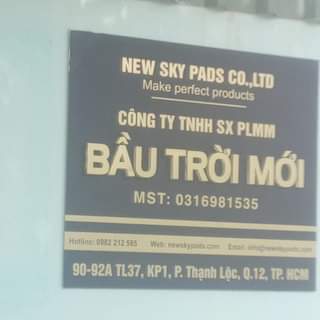 NEW SKY PADS CO.,LTD
Make perfect products
CÔNG TY TNHH SX PLMM
BẦU TRỜI MỚI
MST: 0316981535
Hotline: 0982 212 585 Web: newskypads.com Email: info@newskypads.com
90-92A TL37, KP1, P. Thạnh Lộc, Q.12, TP. HCM